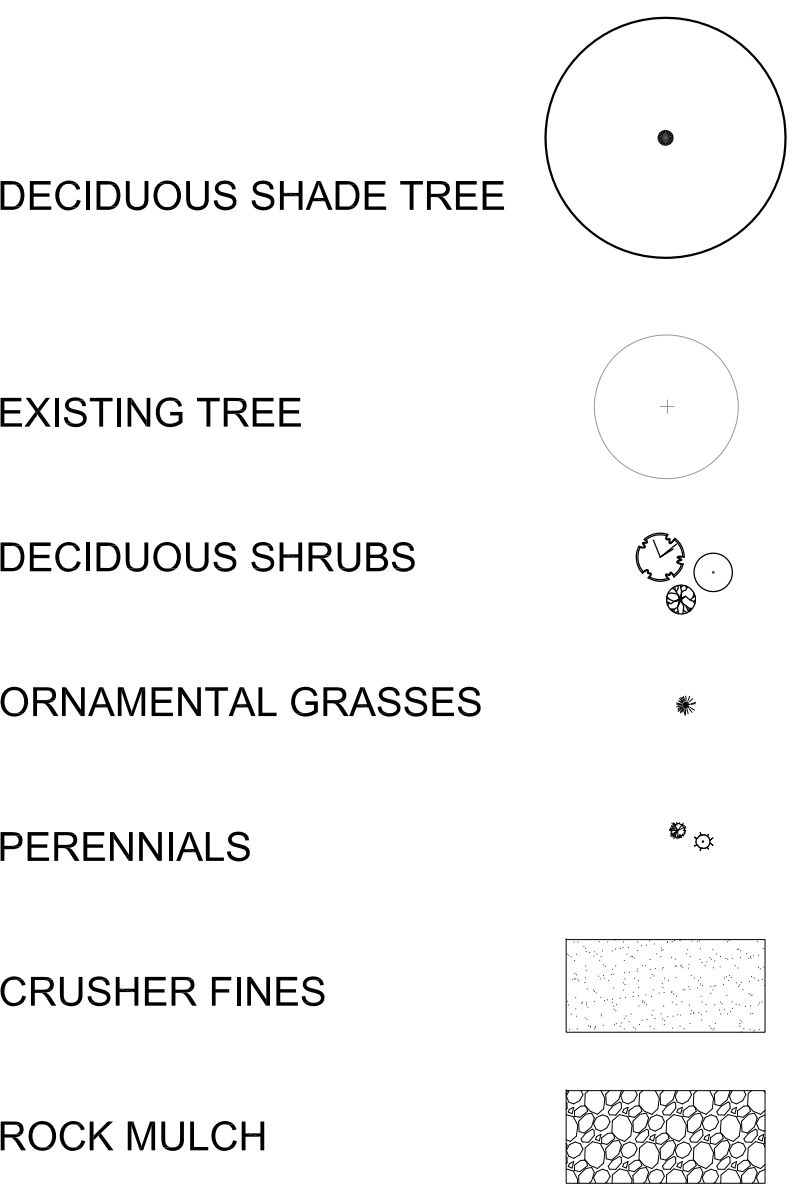 DECIDUOUS SHADE TREE
EXISTING TREE
DECIDUOUS SHRUBS
ORNAMENTAL GRASSES
PERENNIALS
CRUSHER FINES
ROCK MULCH